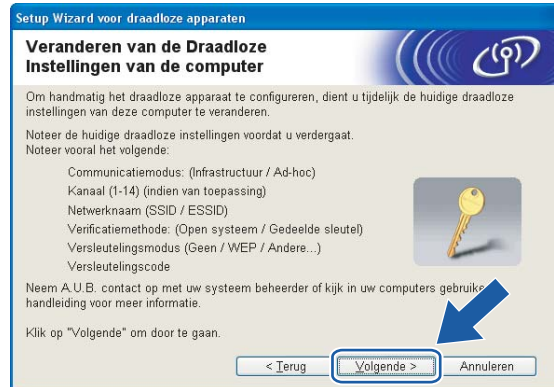 Setup Wizard voor draadloze apparaten
Veranderen van de Draadloze
Instellingen van de computer
Om handmatig het draadloze apparaat te configureren, dient u tijdelijk de huidige draadloze
instellingen van deze computer te veranderen.
Noteer de huidige draadloze instellingen voordat u verdergaat.
Noteer vooral het volgende:
Communicatiemodus: (Infrastructuur / Ad-hoc)
Kanaal (1-14) (indien van toepassing)
Netwerknaam (SSID / ESSID)
Verificatiemethode: (Open systeem / Gedeelde sleutel)
Versleutelingsmodus (Geen / WEP / Andere...)
Versleutelingscode
Neem A.U.B. contact op met uw systeem beheerder of kijk in uw computers
handleiding voor meer informatie.
Klik op "Volgende" om door te gaan.
< Terug
Volgende >
Annuleren